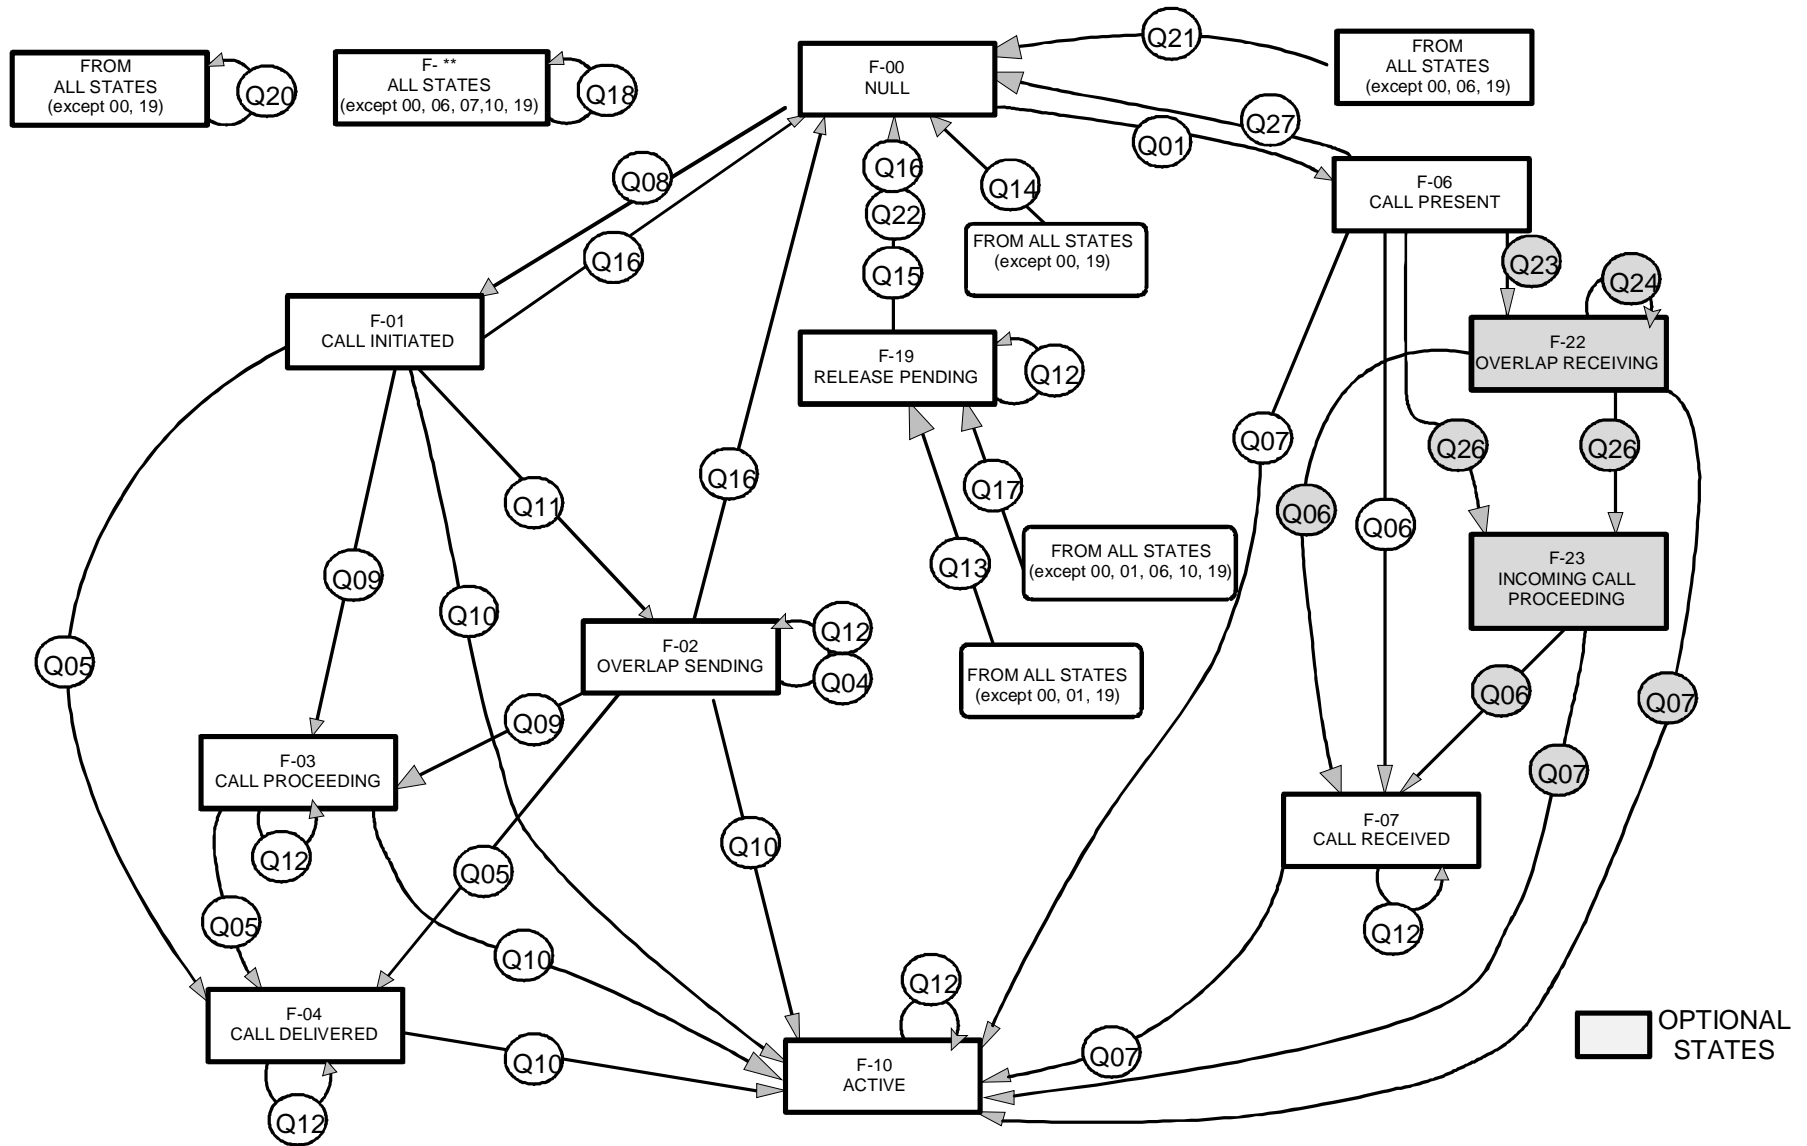 Q21
FROM
ALL STATES
(except 00, 06, 19)
F-00
NULL
FROM
ALL STATES
(except 00, 19)
Q20
F- **
ALL STATES
(except 00, 06, 07,10, 19)
Q18
Q27
Q01
Q08
Q16
Q16
Q22
Q15
Q14
FROM ALL STATES
(except 00, 19)
F-06
CALL PRESENT
Q16
Q23
Q24
F-01
CALL INITIATED
F-19
RELEASE PENDING
Q12
F-22
OVERLAP RECEIVING
Q07
Q26
Q26
Q11
Q17
Q06
Q06
Q09
Q10
Q13
FROM ALL STATES
(except 00, 01, 06, 10, 19)
F-23
INCOMING CALL
PROCEEDING
Q05
F-02
OVERLAP SENDING
Q12
Q04
FROM ALL STATES
(except 00, 01, 19)
Q06
Q07
Q09
F-03
CALL PROCEEDING
Q07
Q12
Q05
Q10
F-07
CALL RECEIVED
Q05
Q10
Q12
Q12
F-04
CALL DELIVERED
Q10
Q07
F-10
ACTIVE
Q12
OPTIONAL
STATES